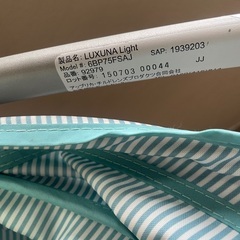 製品名: LUXUNA Light
Model #: 6BP75FSAJ SAP: 1939203
品番: 92979 JJ
ロット番号: 150703 00044
アップリカ・チルドレンズプロダクツ合同会社